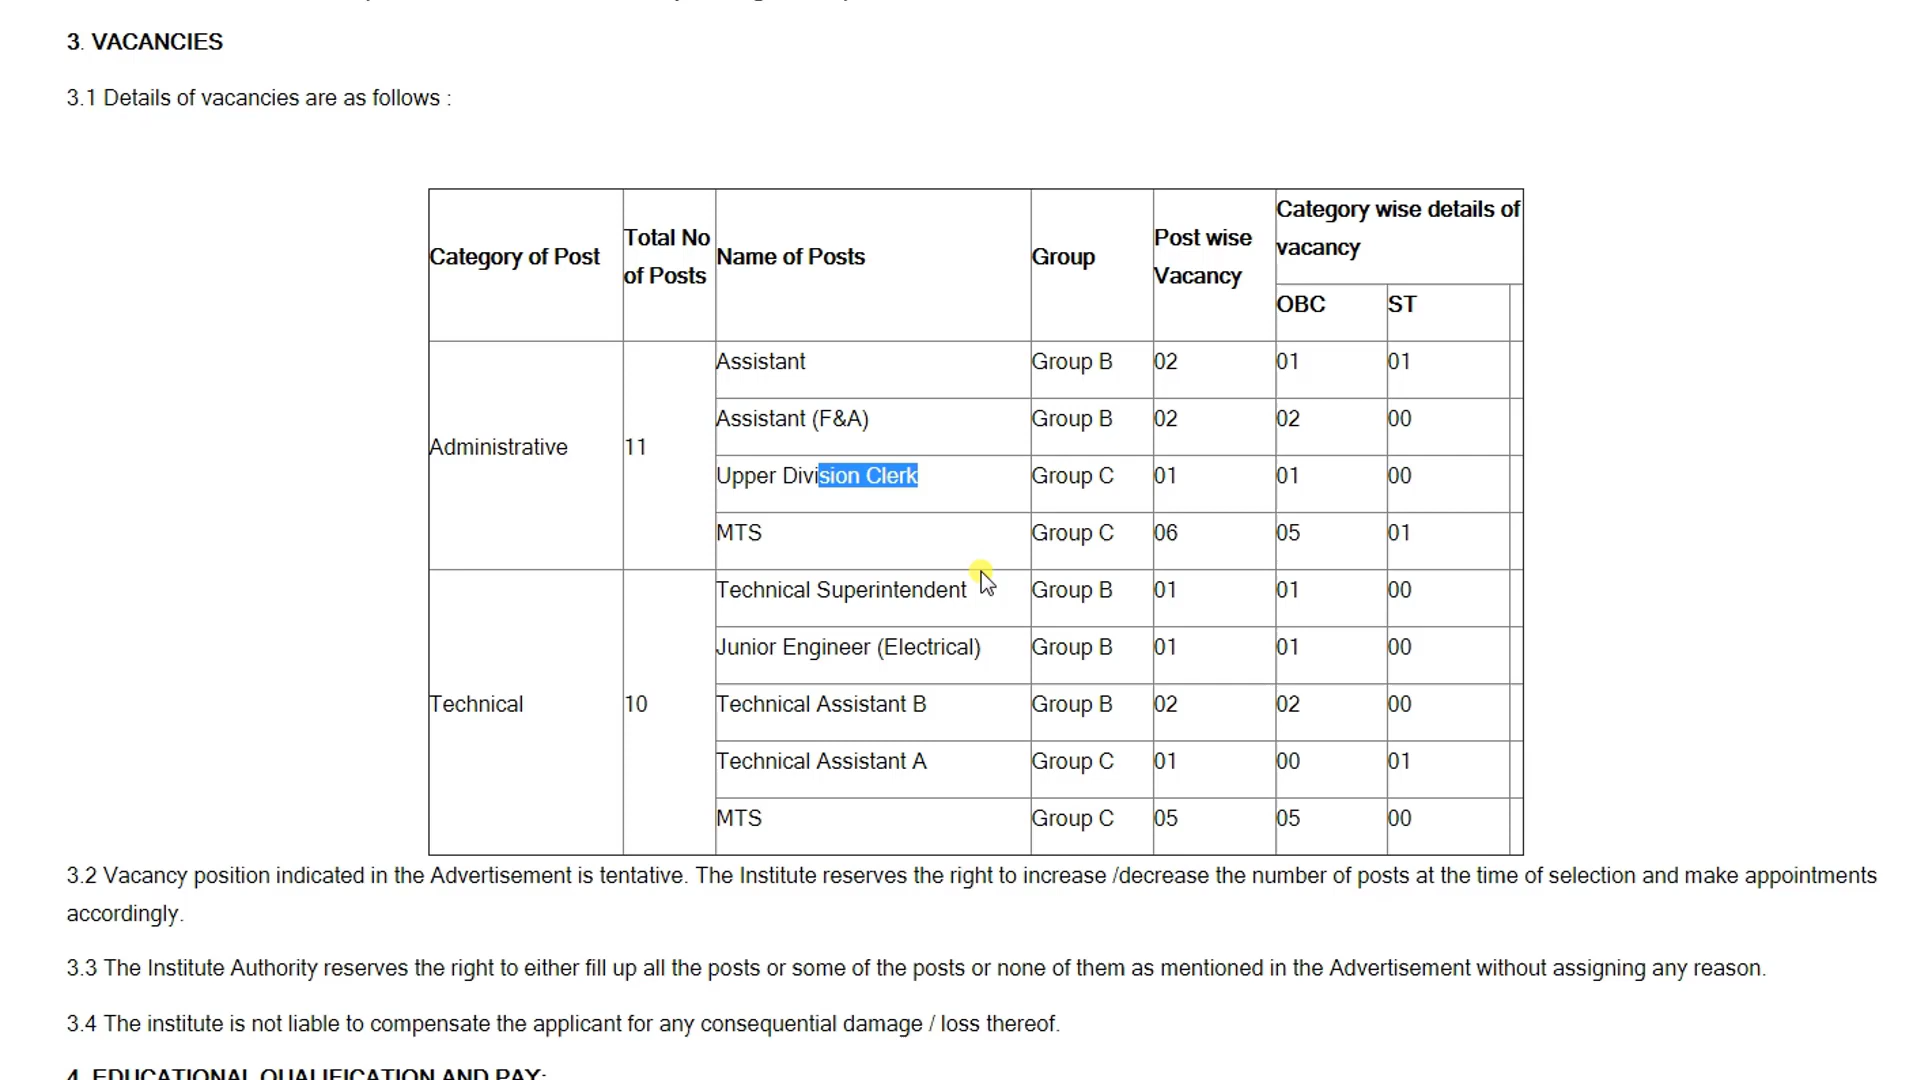 3. VACANCIES
3.1 Details of vacancies are as follows :
Category of Post Total No of Posts Name of Posts Group Post wise Vacancy Category wise details of vacancy
OBC ST
Administrative 11
Assistant Group B 02 01 01
Assistant (F&A) Group B 02 02 00
Upper Division Clerk Group C 01 01 00
MTS Group C 06 05 01
Technical 10
Technical Superintendent Group B 01 01 00
Junior Engineer (Electrical) Group B 01 01 00
Technical Assistant B Group B 02 02 00
Technical Assistant A Group C 01 00 01
MTS Group C 05 05 00
3.2 Vacancy position indicated in the Advertisement is tentative. The Institute reserves the right to increase /decrease the number of posts at the time of selection and make appointments
accordingly.
3.3 The Institute Authority reserves the right to either fill up all the posts or some of the posts or none of them as mentioned in the Advertisement without assigning any reason.
3.4 The institute is not liable to compensate the applicant for any consequential damage / loss thereof.
4. EDUCATIONAL QUALIFICATION AND PAY: